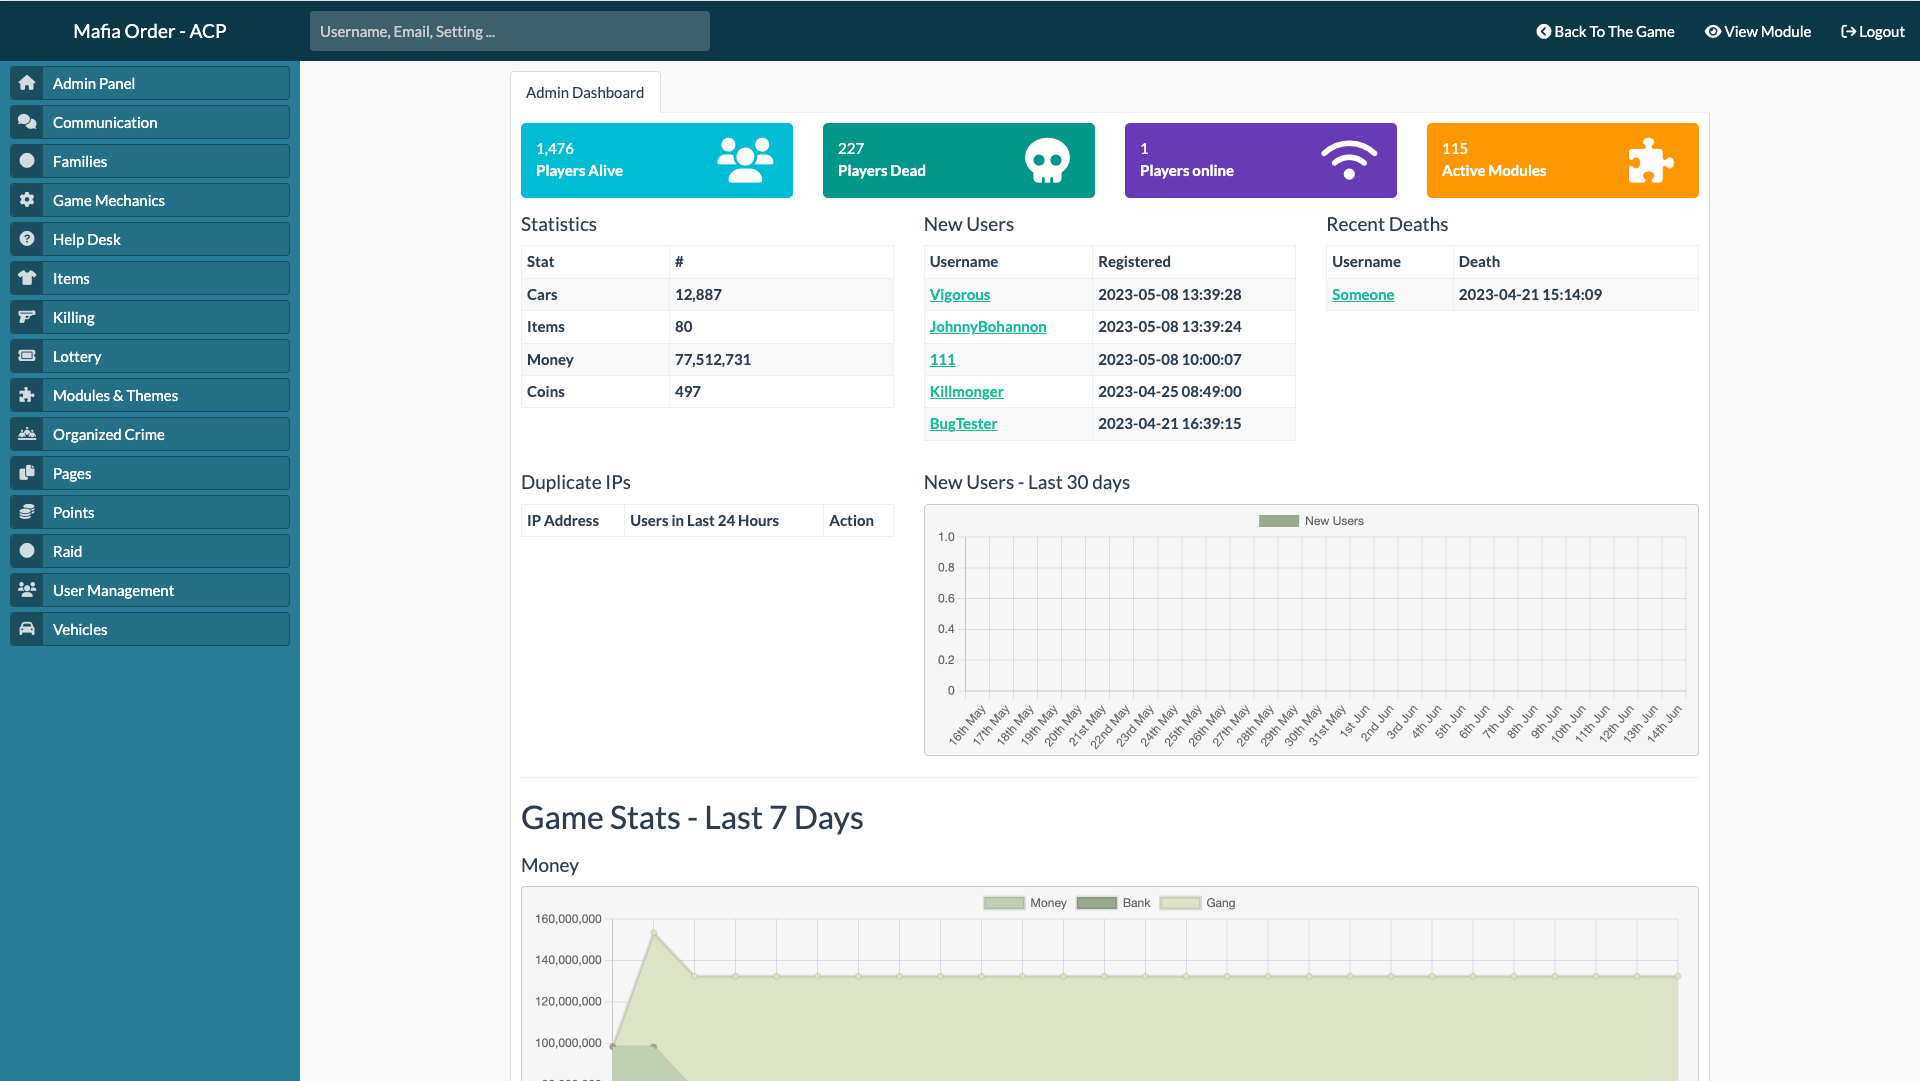 Mafia Order - ACP
Username, Email, Setting ...
Back To The Game
View Module
Logout
Admin Panel
Communication
Families
Game Mechanics
Help Desk
Items
Killing
Lottery
Modules & Themes
Organized Crime
Pages
Points
Raid
User Management
Vehicles
Admin Dashboard
1,476
Players Alive
227
Players Dead
1
Players online
115
Active Modules
Statistics
Stat #
Cars 12,887
Items 80
Money 77,512,731
Coins 497
New Users
Username Registered
Vigorous 2023-05-08 13:39:28
JohnnyBohannon 2023-05-08 13:39:24
111 2023-05-08 10:00:07
Killmonger 2023-04-25 08:49:00
BugTester 2023-04-21 16:39:15
Recent Deaths
Username Death
Someone 2023-04-21 15:14:09
Duplicate IPs
IP Address Users in Last 24 Hours Action
New Users - Last 30 days
New Users
1.0
0.8
0.6
0.4
0.2
0
16th May 17th May 18th May 19th May 20th May 21st May 22nd May 23rd May 24th May 25th May 26th May 27th May 28th May 29th May 30th May 31st May 1st Jun 2nd Jun 3rd Jun 4th Jun 5th Jun 6th Jun 7th Jun 8th Jun 9th Jun 10th Jun 11th Jun 12th Jun 13th Jun 14th Jun
Game Stats - Last 7 Days
Money
Money Bank Gang
160,000,000
140,000,000
120,000,000
100,000,000